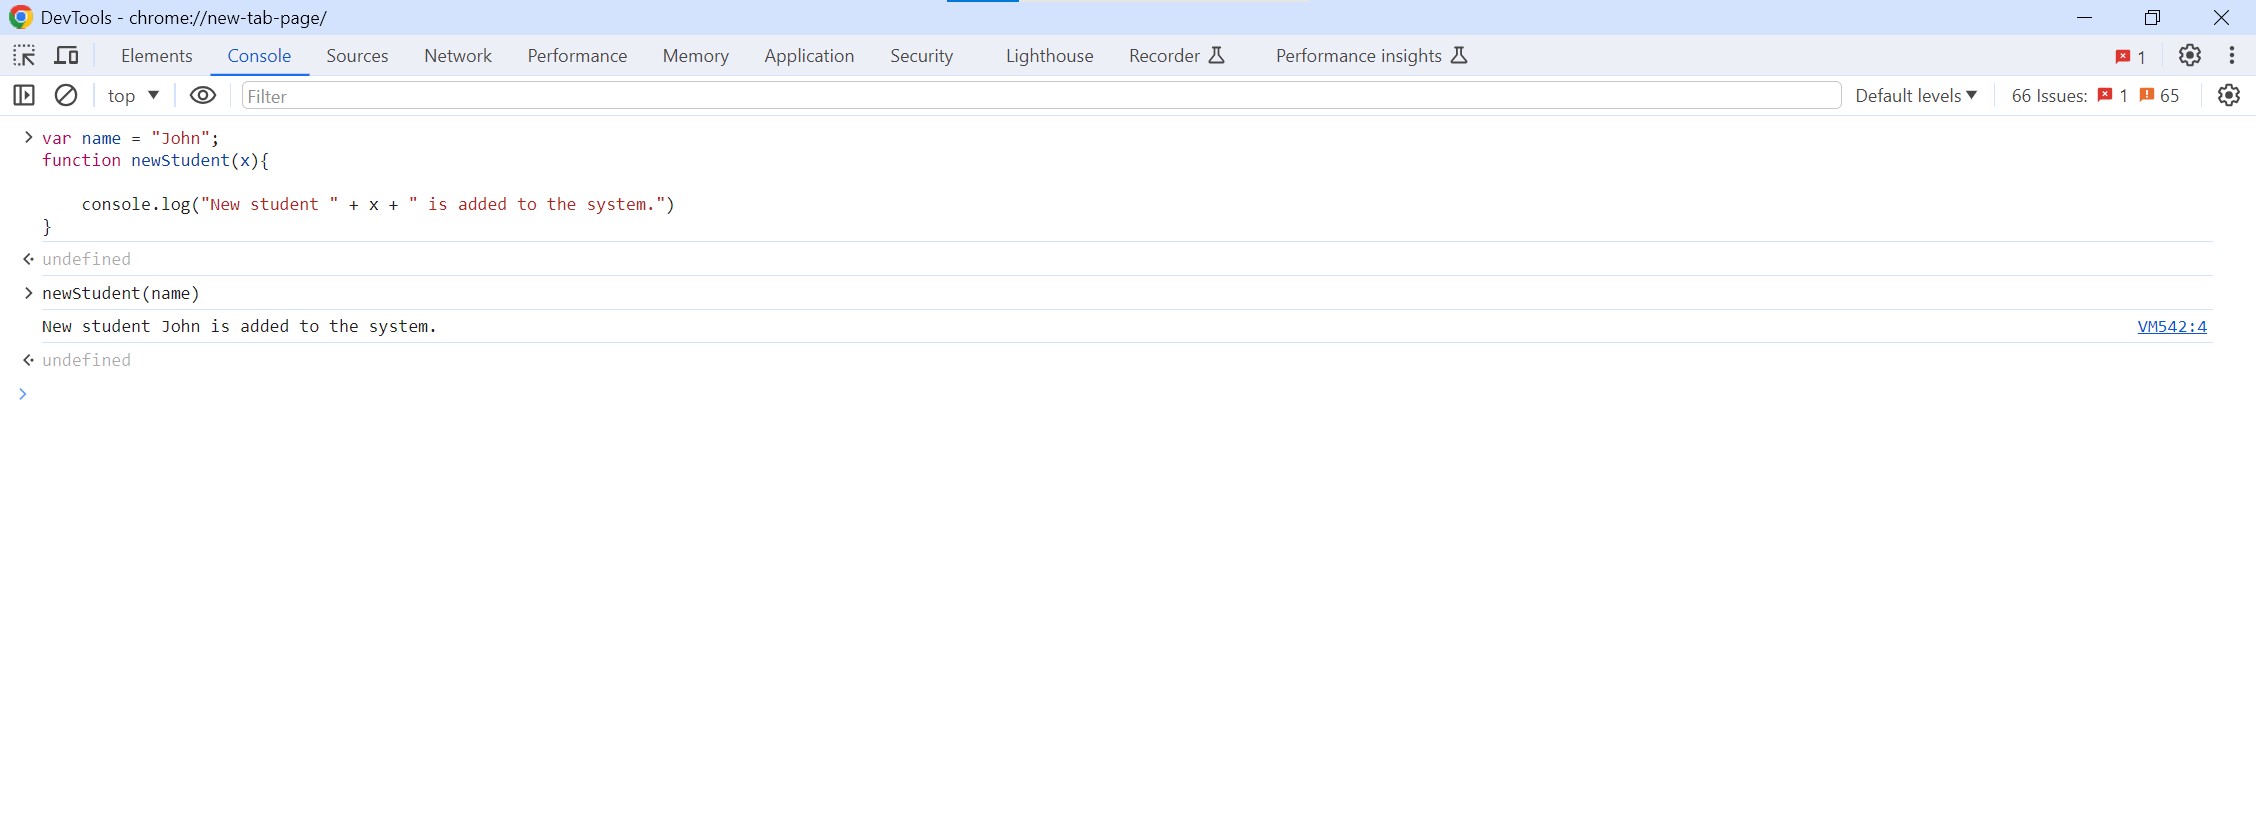 DevTools - chrome://new-tab-page/
Elements Console Sources Network Performance Memory Application Security Lighthouse Recorder Performance insights 1
top Filter Default levels 66 Issues: 1 65
var name = "John";
function newStudent(x){
    console.log("New student " + x + " is added to the system.")
}
undefined
newStudent(name)
New student John is added to the system. VM542:4
undefined